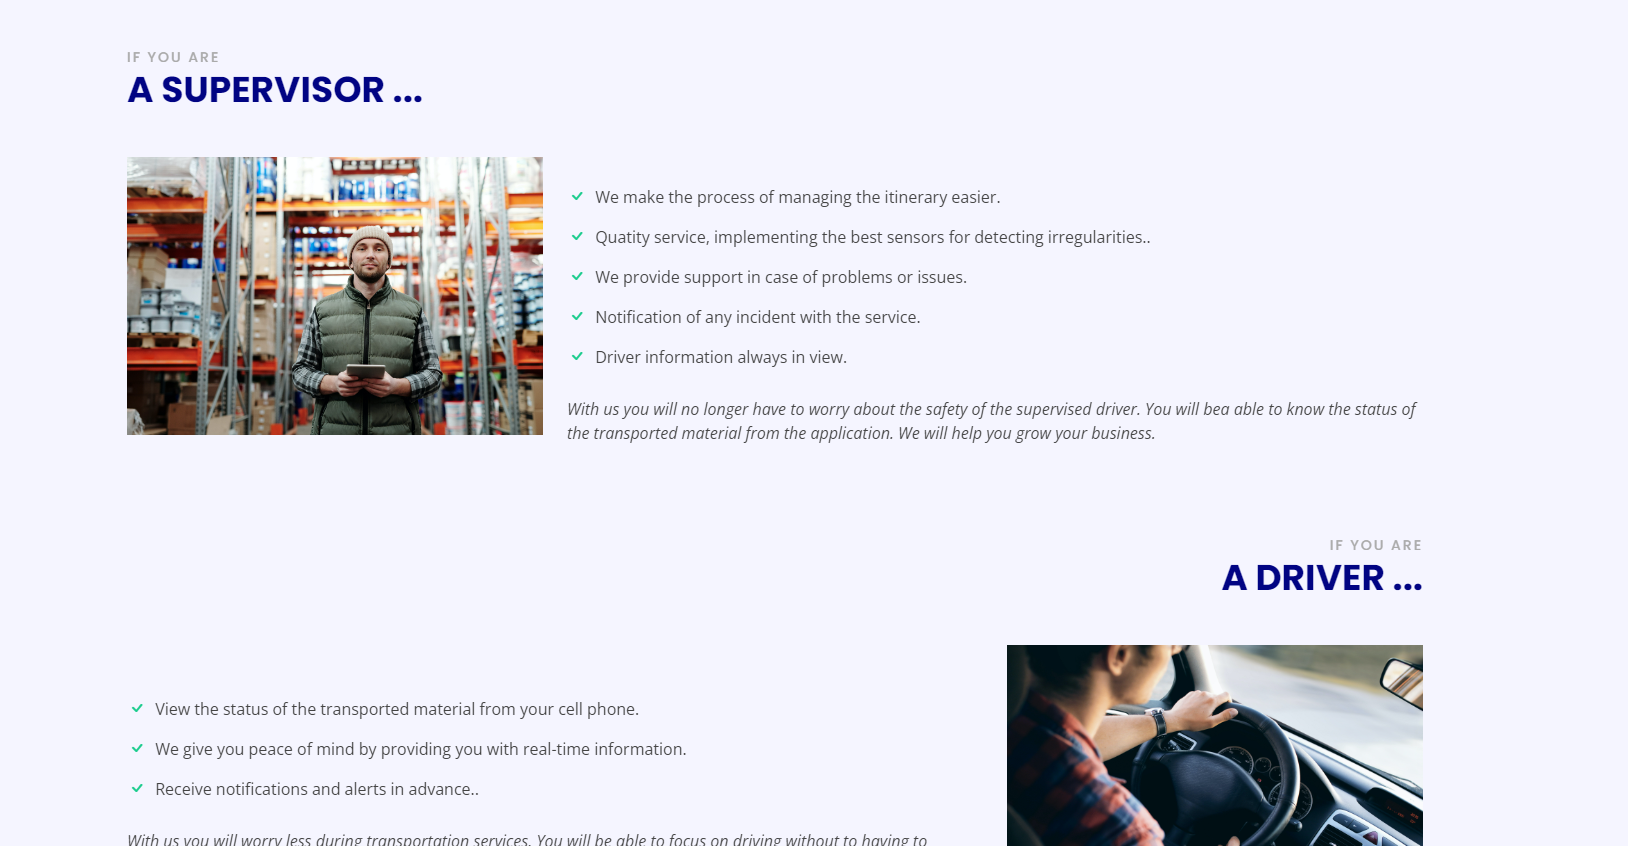 IF YOU ARE
A SUPERVISOR ...
We make the process of managing the itinerary easier.
Quatity service, implementing the best sensors for detecting irregularities..
We provide support in case of problems or issues.
Notification of any incident with the service.
Driver information always in view.
With us you will no longer have to worry about the safety of the supervised driver. You will bea able to know the status of
the transported material from the application. We will help you grow your business.
IF YOU ARE
A DRIVER ...
View the status of the transported material from your cell phone.
We give you peace of mind by providing you with real-time information.
Receive notifications and alerts in advance..
With us you will worry less during transportation services. You will be able to focus on driving without to having to